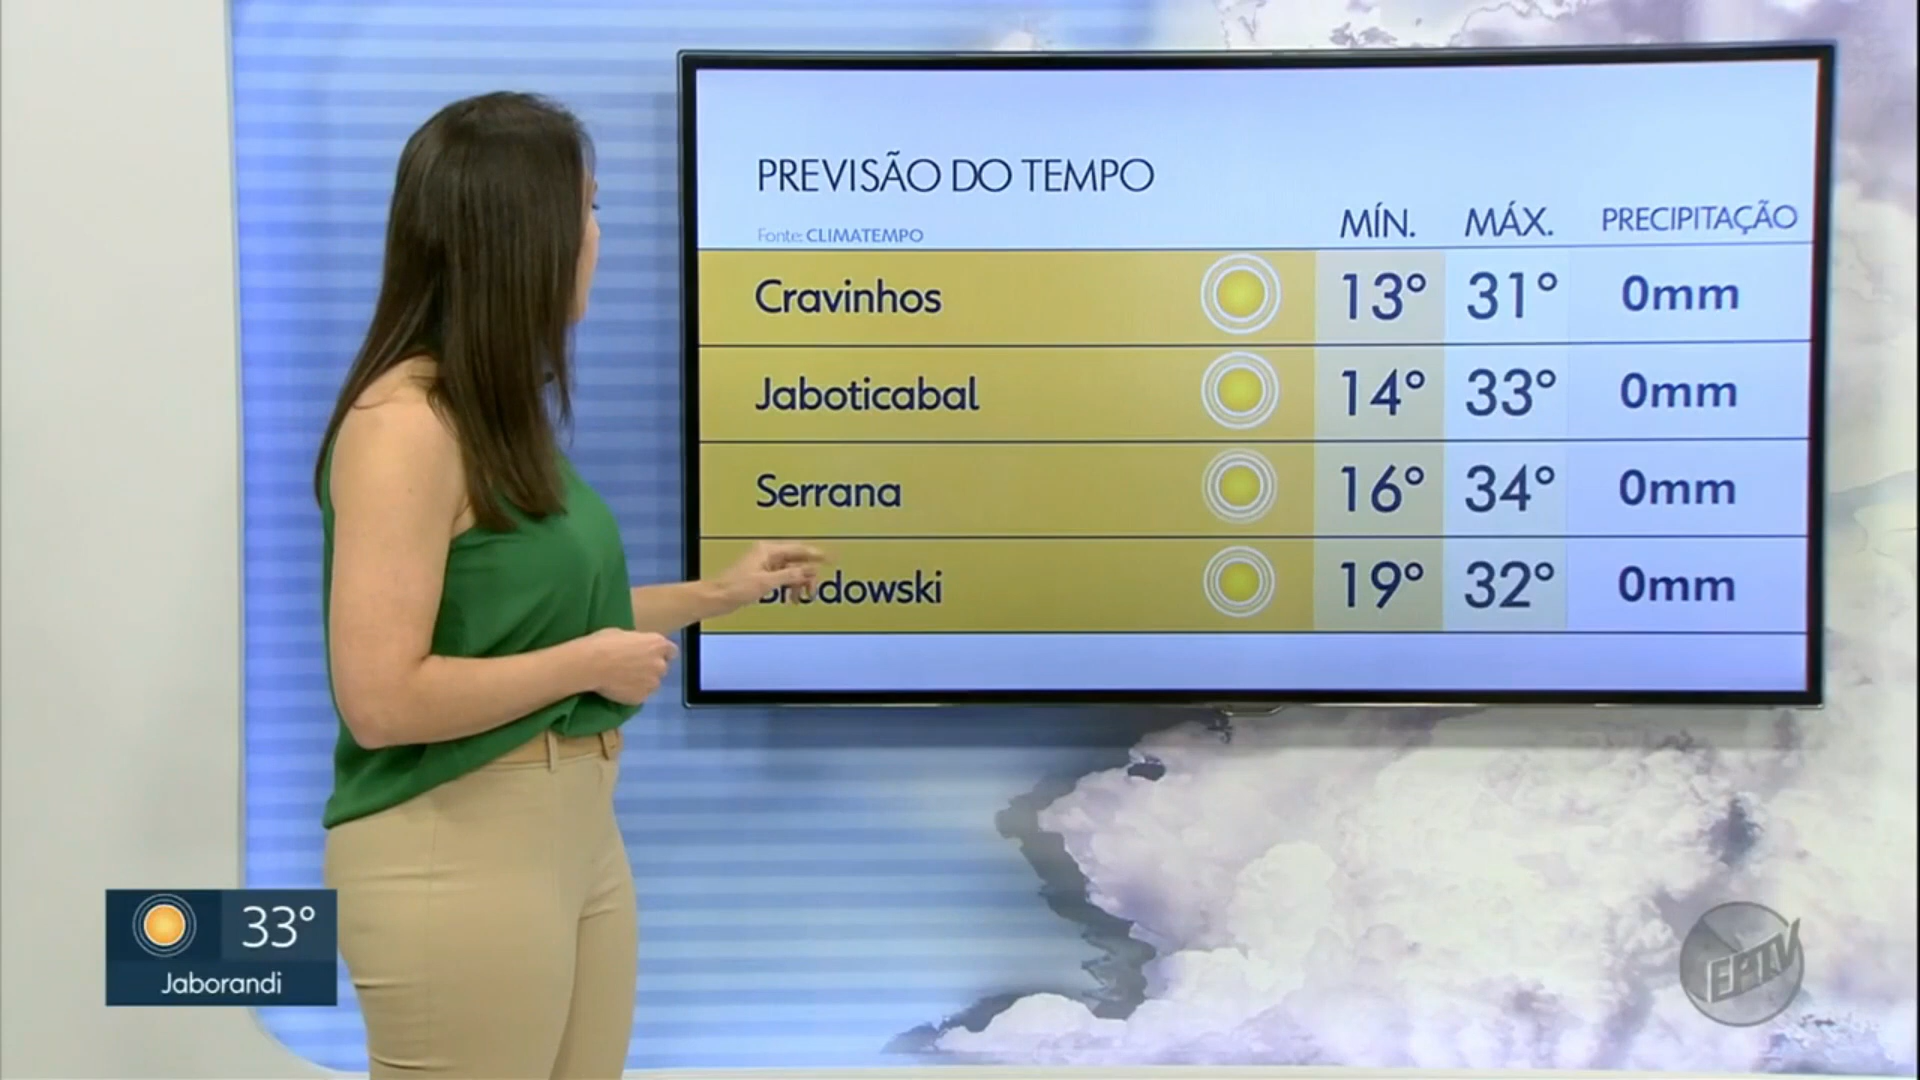 PREVISÃO DO TEMPO
Fonte: CLIMATEMPO
MÍN. MÁX. PRECIPITAÇÃO
Cravinhos 13° 31° 0mm
Jaboticabal 14° 33° 0mm
Serrana 16° 34° 0mm
Brodowski 19° 32° 0mm
33°
Jaborandi
EPTV